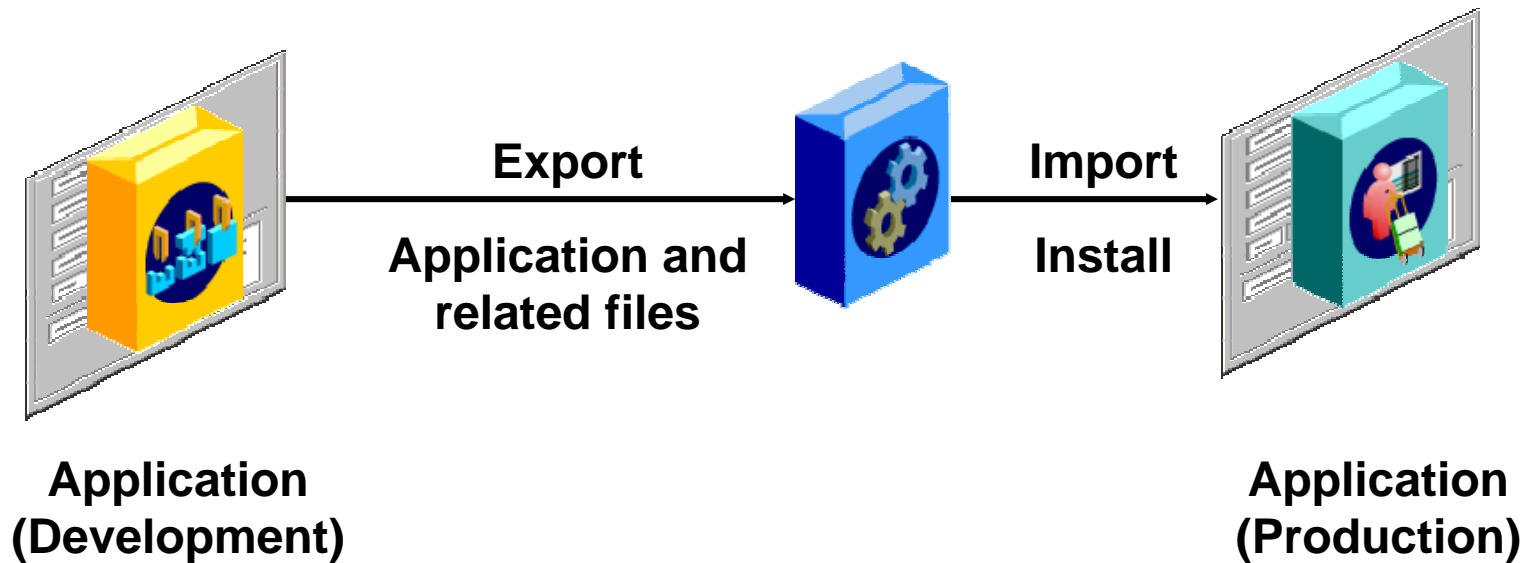 Export
Application and
related files
Import
Install
Application
(Development)
Application
(Production)